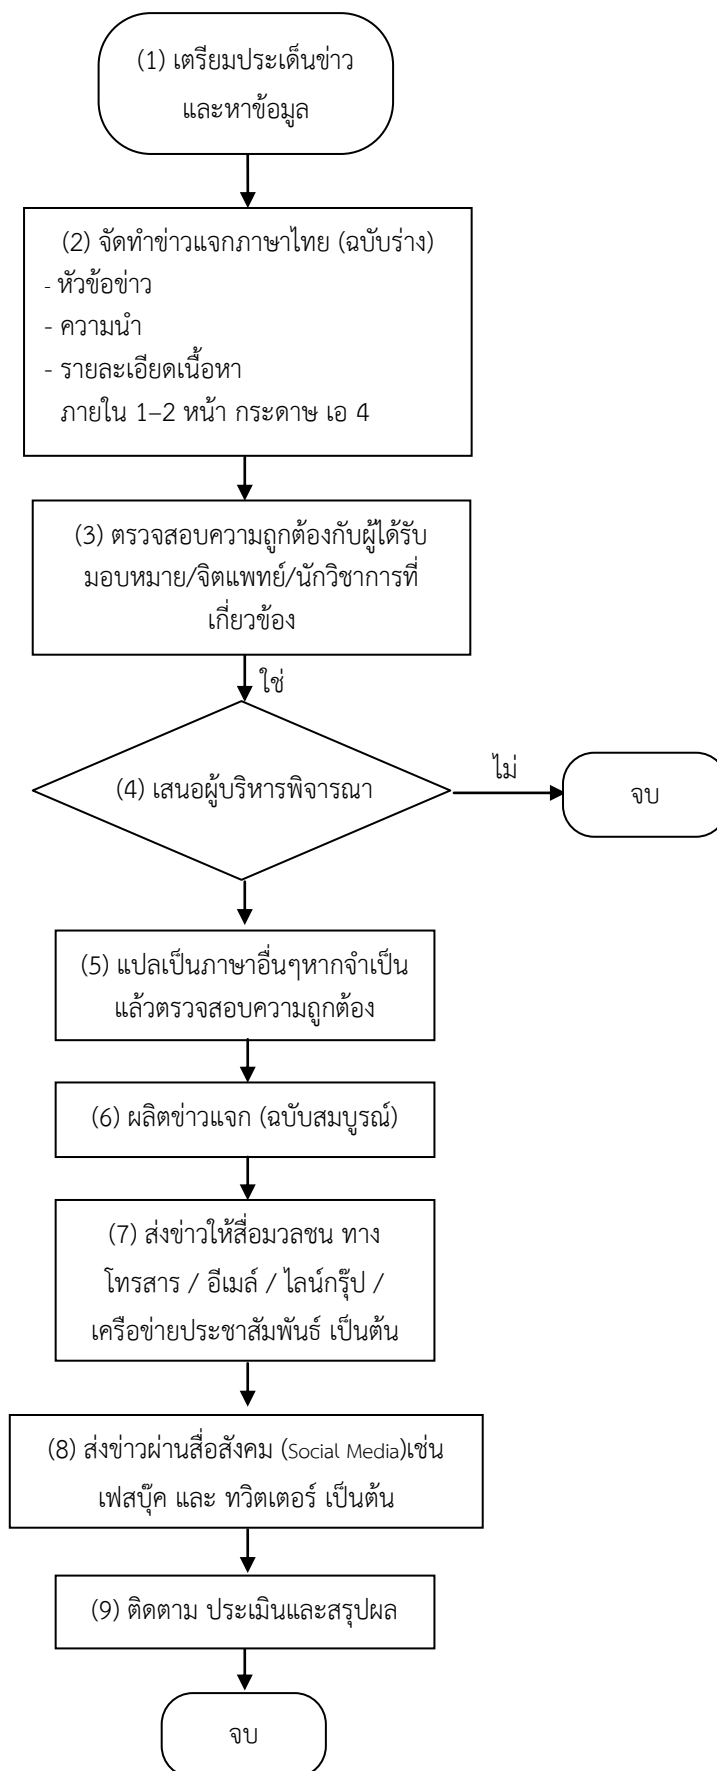 (1) เตรียมประเด็นข่าว
และหาข้อมูล
(2) จัดทำข่าวแจกภาษาไทย (ฉบับร่าง)
- หัวข้อข่าว
- ความนำ
- รายละเอียดเนื้อหา
ภายใน 1–2 หน้า กระดาษ เอ 4
(3) ตรวจสอบความถูกต้องกับผู้ได้รับ
มอบหมาย/จิตแพทย์/นักวิชาการที่
เกี่ยวข้อง
ใช่
(4) เสนอผู้บริหารพิจารณา
ไม่
จบ
(5) แปลเป็นภาษาอื่นๆหากจำเป็น
แล้วตรวจสอบความถูกต้อง
(6) ผลิตข่าวแจก (ฉบับสมบูรณ์)
(7) ส่งข่าวให้สื่อมวลชน ทาง
โทรสาร / อีเมล์ / ไลน์กรุ๊ป /
เครือข่ายประชาสัมพันธ์ เป็นต้น
(8) ส่งข่าวผ่านสื่อสังคม (Social Media)เช่น
เฟสบุ๊ค และ ทวิตเตอร์ เป็นต้น
(9) ติดตาม ประเมินและสรุปผล
จบ